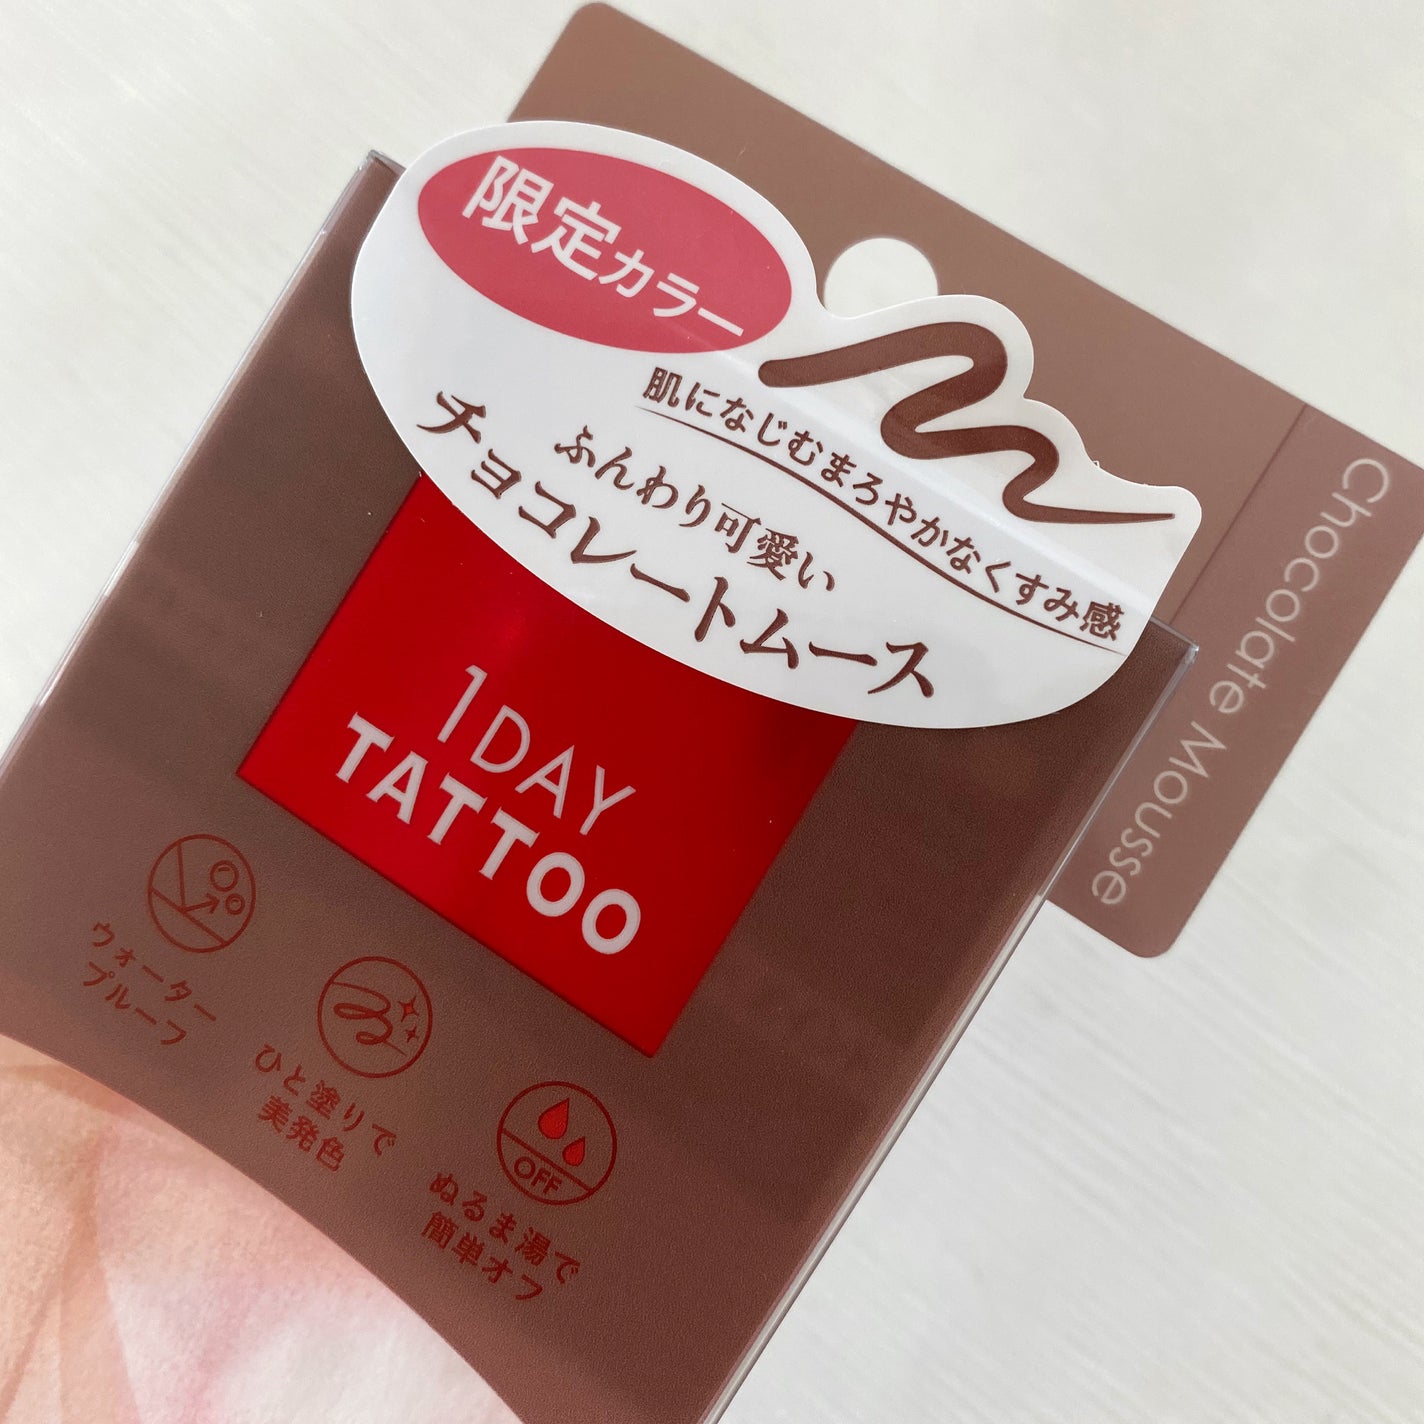 限定カラー
肌になじむまろやかなくすみ感
ふんわり可愛い
チョコレートムース
Chocolate Mousse
1DAY
TATTOO
ウォーター
プルーフ
ひと塗りで
美発色
OFF
ぬるま湯で
簡単オフ